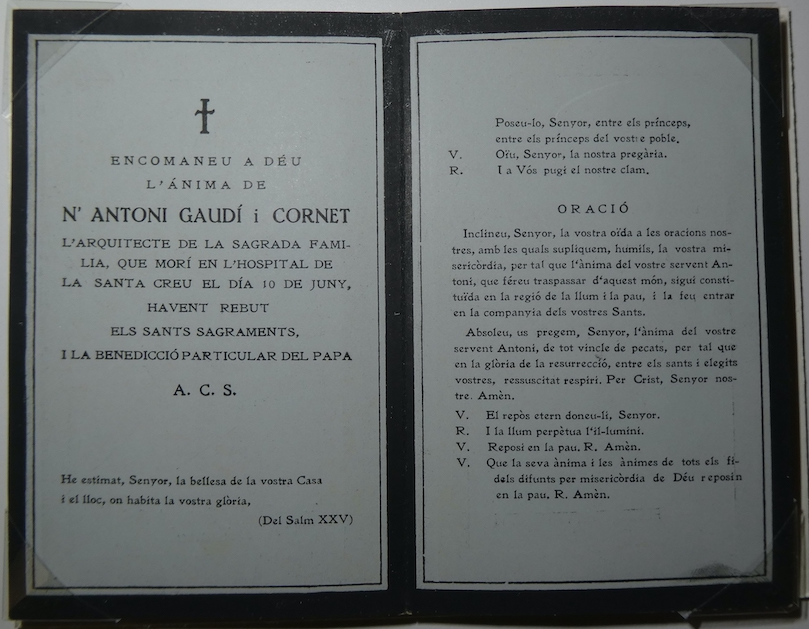 ENCOMANEU A DÉU
L'ÁNIMA DE
N' ANTONI GAUDÍ i CORNET
L'ARQUITECTE DE LA SAGRADA FAMI-
LIA, QUE MORÍ EN L'HOSPITAL DE
LA SANTA CREU EL DÍA 10 DE JUNY,
HAVENT REBUT
ELS SANTS SAGRAMENTS,
I LA BENEDICCIÓ PARTICULAR DEL PAPA
A. C. S.
He estimat, Senyor, la bellesa de la vostra Casa
i el lloc, on habita la vostra glòria,
(Del Salm XXV)
Poseu-lo, Senyor, entre els prínceps,
entre els prínceps del vostre poble.
V. Oïu, Senyor, la nostra pregària.
R. I a Vós pugi el nostre clam.
ORACIÓ
Inclineu, Senyor, la vostra oïda a les oracions nos-
tres, amb les quals supliquem, humils, la vostra mi-
sericòrdia, per tal que l'ànima del vostre servent An-
toni, que féreu traspassar d'aquest món, sigui consti-
tuïda en la regió de la llum i la pau, i la feu entrar
en la companyia dels vostres Sants.
Absoleu, us pregem, Senyor, l'ànima del vostre
servent Antoni, de tot vincle de pecats, per tal que
en la glòria de la resurrecció, entre els sants i elegits
vostres, ressuscitat respiri. Per Crist, Senyor nos-
tre. Amèn.
V. El repòs etern doneu-li, Senyor.
R. I la llum perpètua l'il-lumini.
V. Reposi en la pau. R. Amèn.
V. Que la seva ànima i les ànimes de tots els fi-
dels difunts per misericòrdia de Déu reposin
en la pau. R. Amèn.